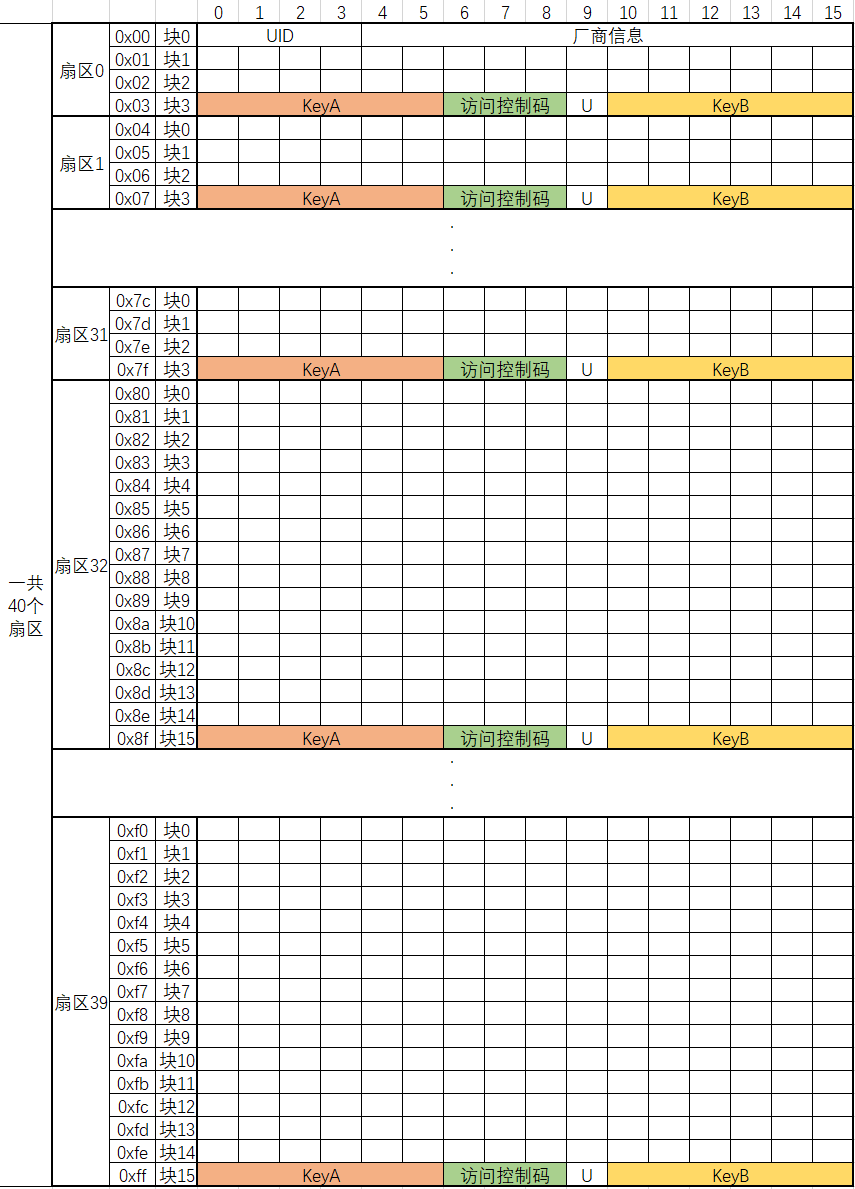 0 1 2 3 4 5 6 7 8 9 10 11 12 13 14 15
一共
40个
扇区
扇区0
0x00 块0 UID 厂商信息
0x01 块1
0x02 块2
0x03 块3 KeyA 访问控制码 U KeyB
扇区1
0x04 块0
0x05 块1
0x06 块2
0x07 块3 KeyA 访问控制码 U KeyB
扇区31
0x7c 块0
0x7d 块1
0x7e 块2
0x7f 块3 KeyA 访问控制码 U KeyB
扇区32
0x80 块0
0x81 块1
0x82 块2
0x83 块3
0x84 块4
0x85 块5
0x86 块6
0x87 块7
0x88 块8
0x89 块9
0x8a 块10
0x8b 块11
0x8c 块12
0x8d 块13
0x8e 块14
0x8f 块15 KeyA 访问控制码 U KeyB
扇区39
0xf0 块0
0xf1 块1
0xf2 块2
0xf3 块3
0xf4 块4
0xf5 块5
0xf6 块6
0xf7 块7
0xf8 块8
0xf9 块9
0xfa 块10
0xfb 块11
0xfc 块12
0xfd 块13
0xfe 块14
0xff 块15 KeyA 访问控制码 U KeyB